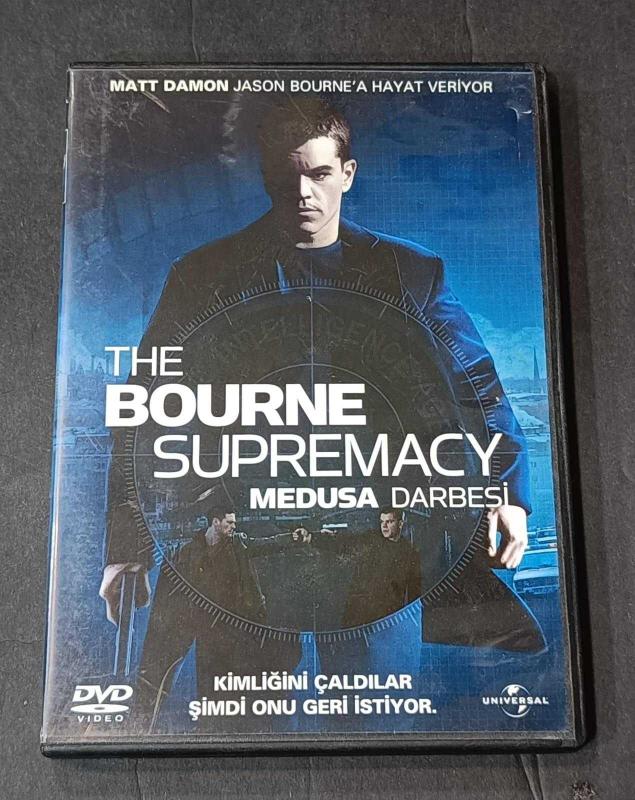 MATT DAMON JASON BOURNE'A HAYAT VERİYOR
THE
BOURNE
SUPREMACY
MEDUSA DARBESİ
KİMLİĞİNİ ÇALDILAR
ŞİMDİ ONU GERİ İSTİYOR.
DVD
VIDEO
UNIVERSAL